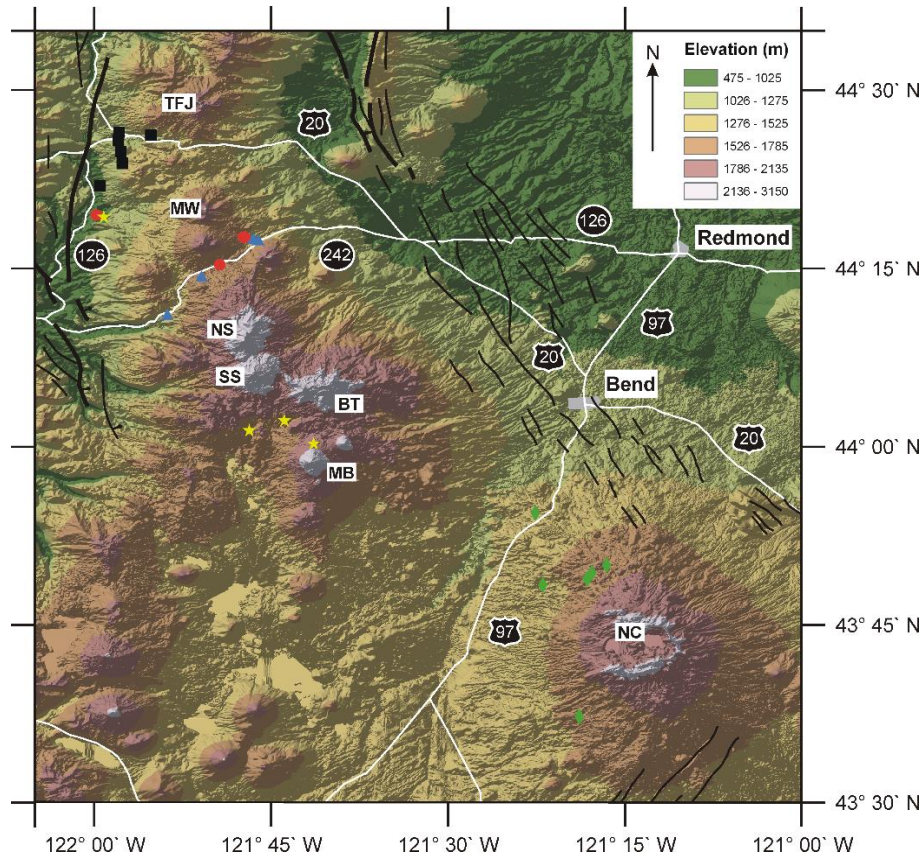 N
Elevation (m)
475 - 1025
1026 - 1275
1276 - 1525
1526 - 1785
1786 - 2135
2136 - 3150
44° 30` N
TFJ
20
MW
126
Redmond
126
242
44° 15` N
97
NS
20
SS
Bend
BT
20
44° 00` N
MB
43° 45` N
97
NC
43° 30` N
122° 00` W
121° 45` W
121° 30` W
121° 15` W
121° 00` W